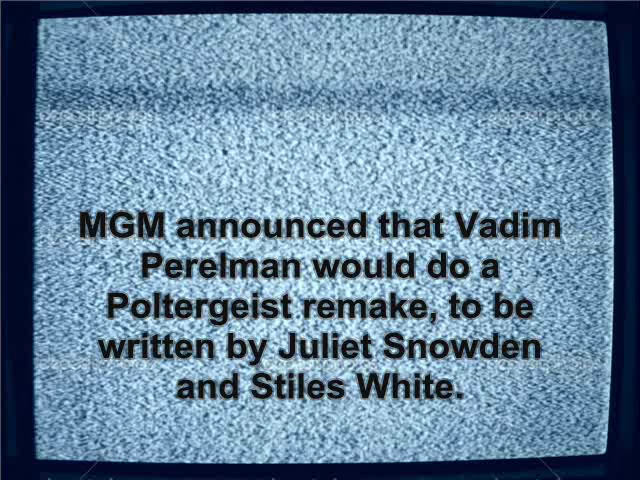 MGM announced that Vadim
Perelman would do a
Poltergeist remake, to be
written by Juliet Snowden
and Stiles White.